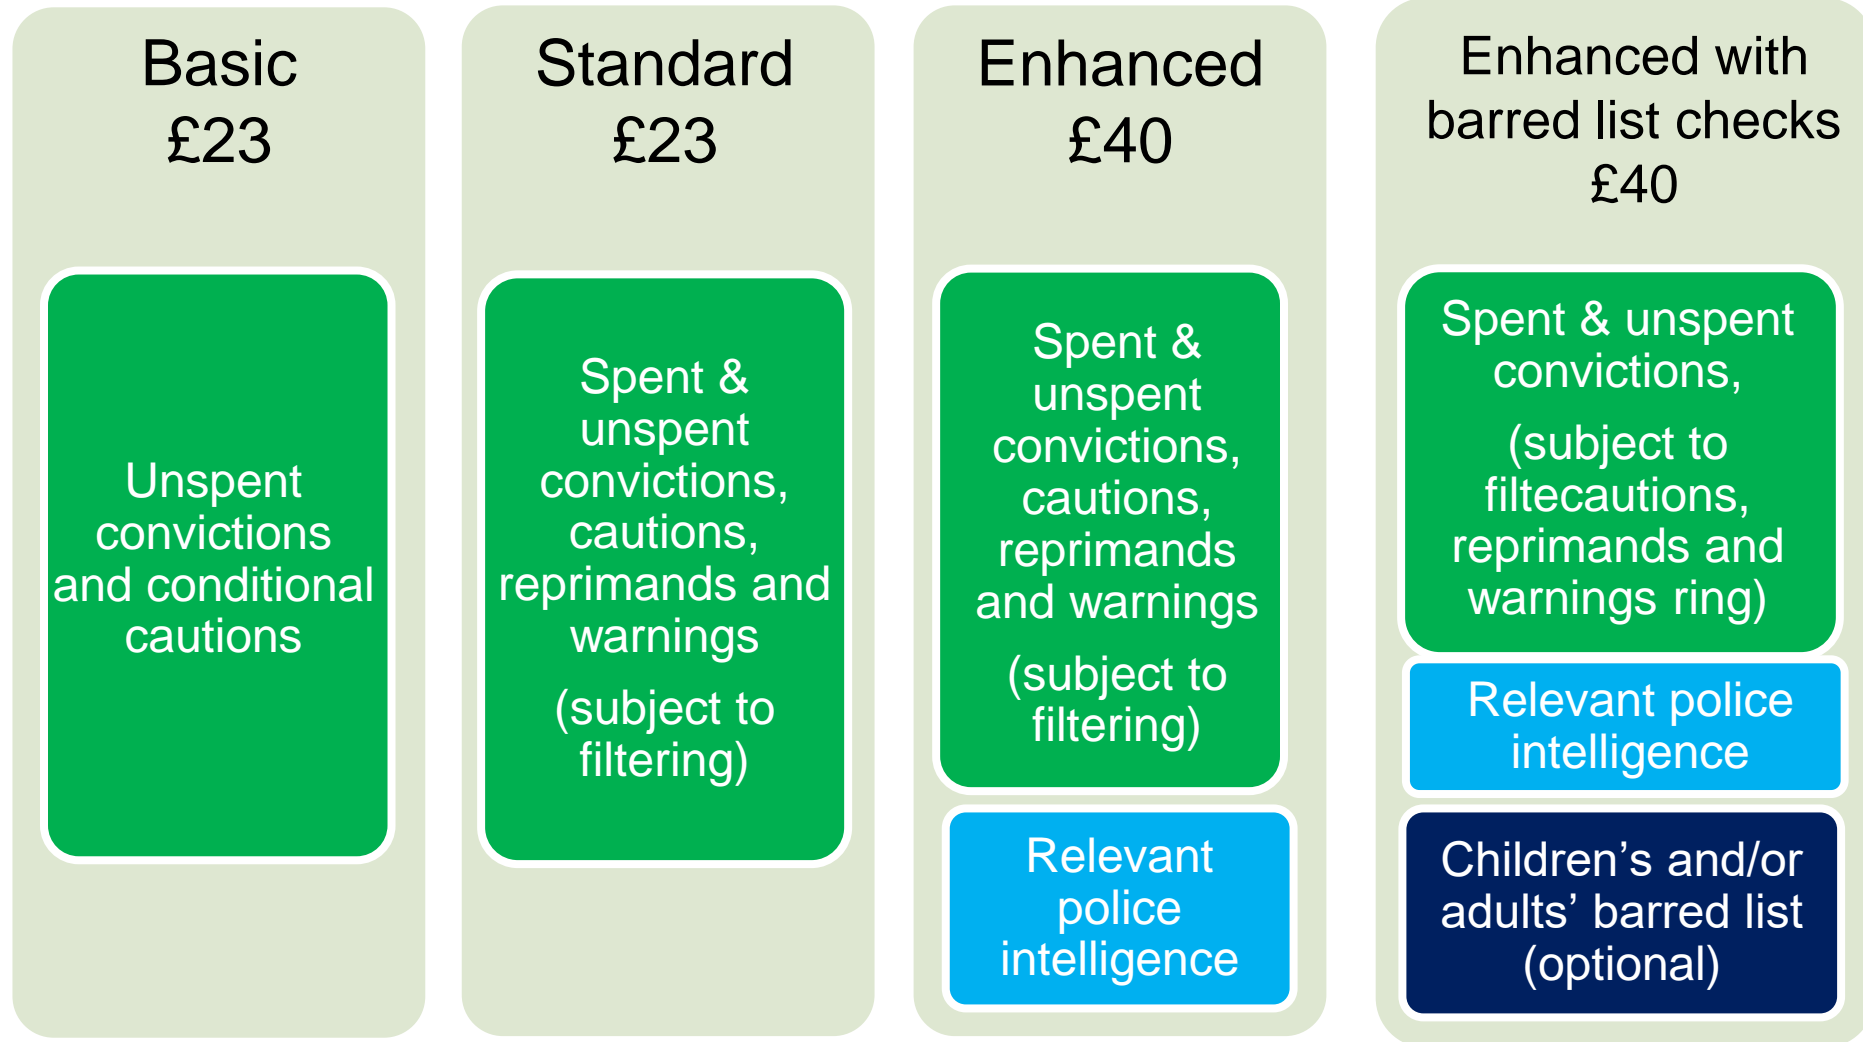 Basic
£23
Unspent
convictions
and conditional
cautions
Standard
£23
Spent &
unspent
convictions,
cautions,
reprimands and
warnings
(subject to
filtering)
Enhanced
£40
Spent &
unspent
convictions,
cautions,
reprimands
and warnings
(subject to
filtering)
Relevant
police
intelligence
Enhanced with
barred list checks
£40
Spent & unspent
convictions,
(subject to
filtecautions,
reprimands and
warnings ring)
Relevant police
intelligence
Children’s and/or
adults’ barred list
(optional)